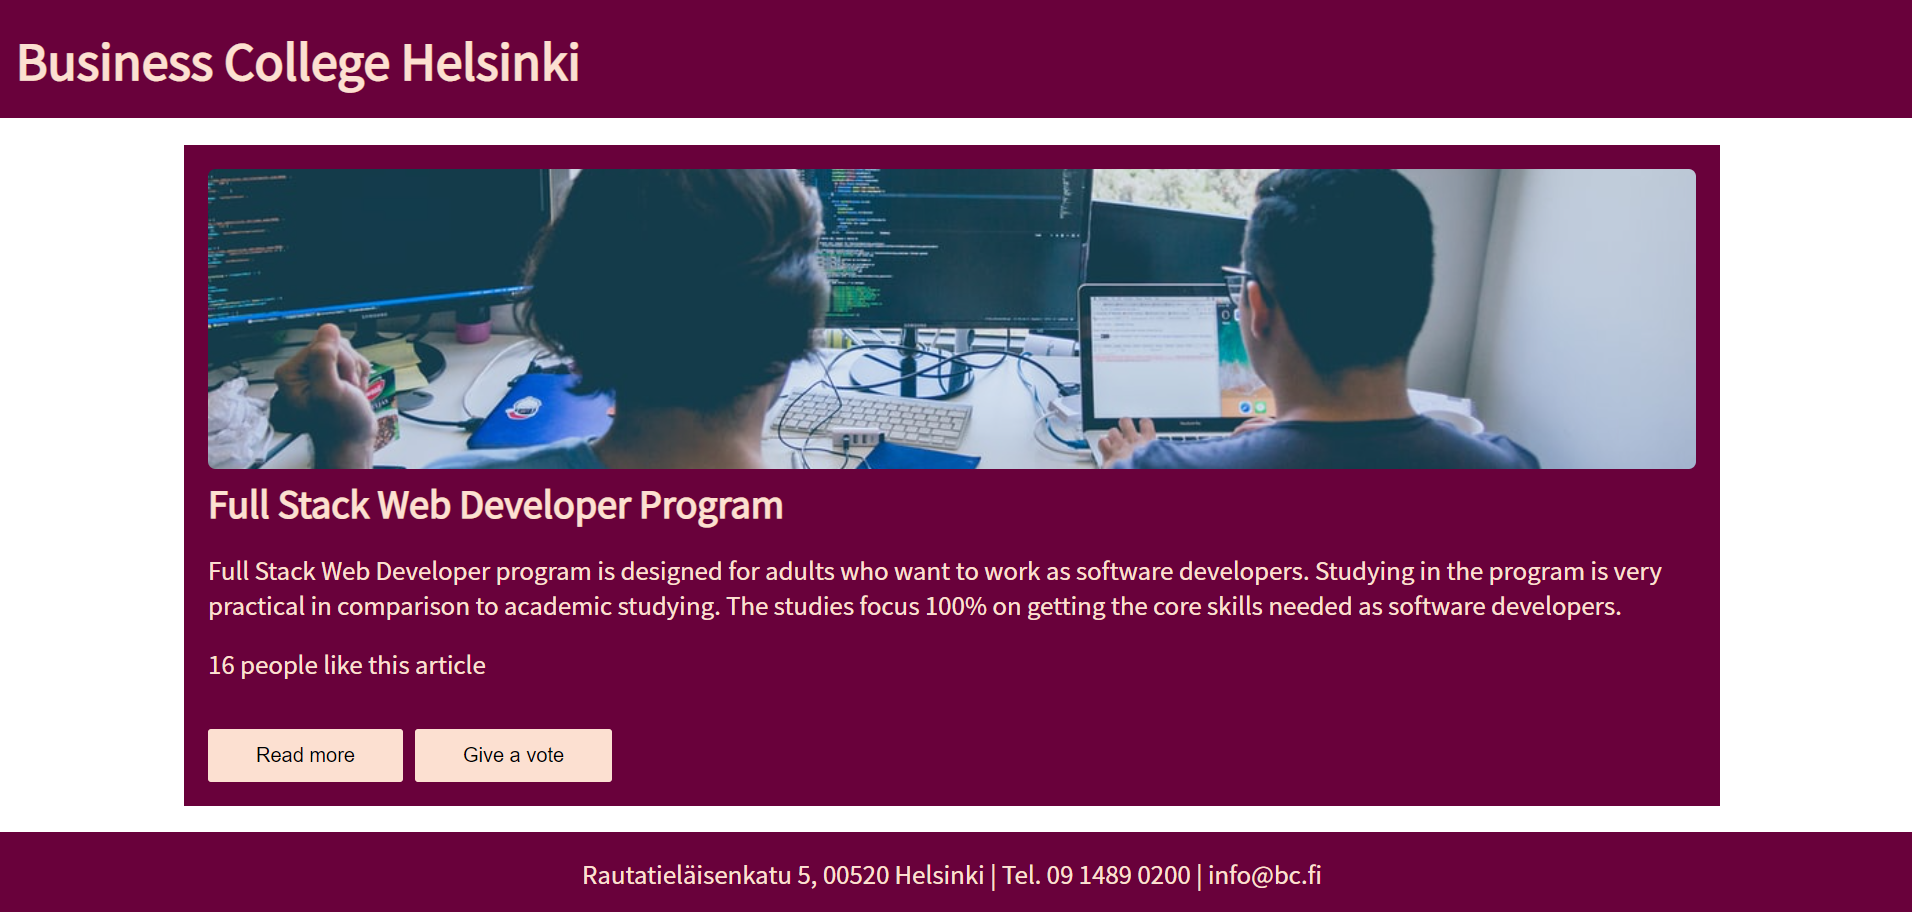 Business College Helsinki
Full Stack Web Developer Program
Full Stack Web Developer program is designed for adults who want to work as software developers. Studying in the program is very
practical in comparison to academic studying. The studies focus 100% on getting the core skills needed as software developers.
16 people like this article
Read more
Give a vote
Rautatieläisenkatu 5, 00520 Helsinki | Tel. 09 1489 0200 | info@bc.fi